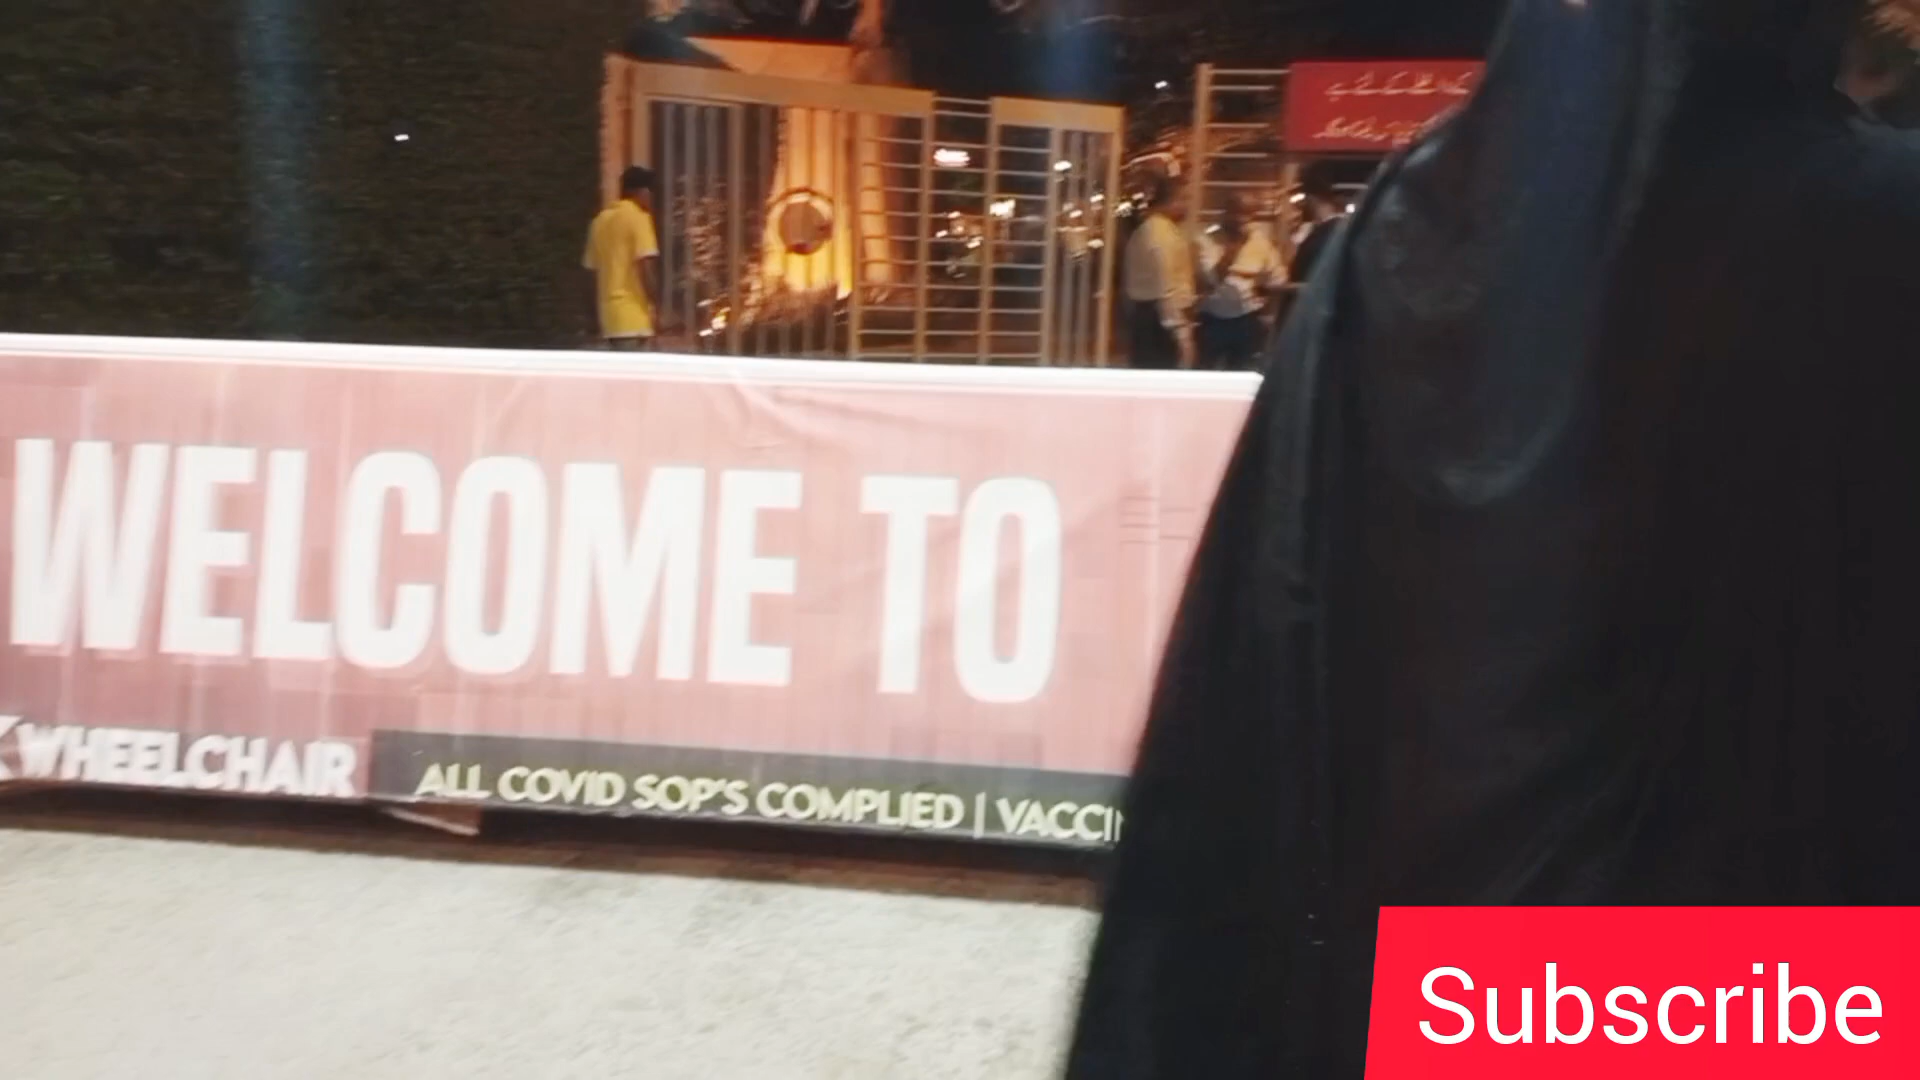 WELCOME TO
WHEELCHAIR
ALL COVID SOP'S COMPLIED | VACCI
Subscribe